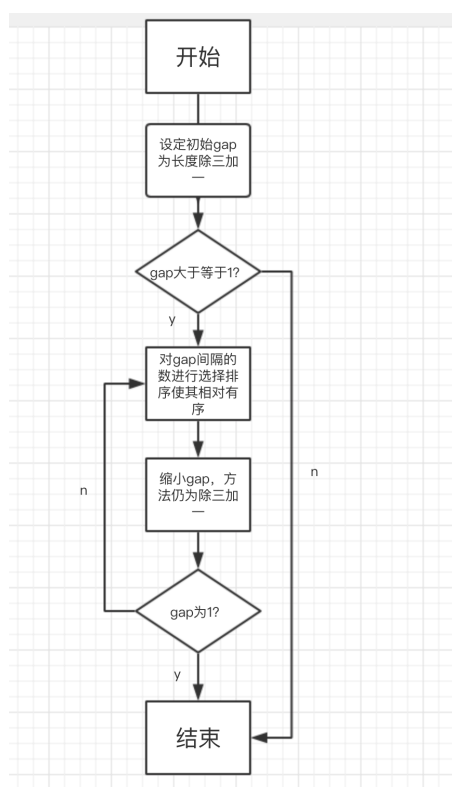 开始
设定初始gap
为长度除三加
一
gap大于等于1?
y
对gap间隔的
数进行选择排
序使其相对有
序
n
缩小gap，方
法仍为除三加
一
n
gap为1?
y
结束